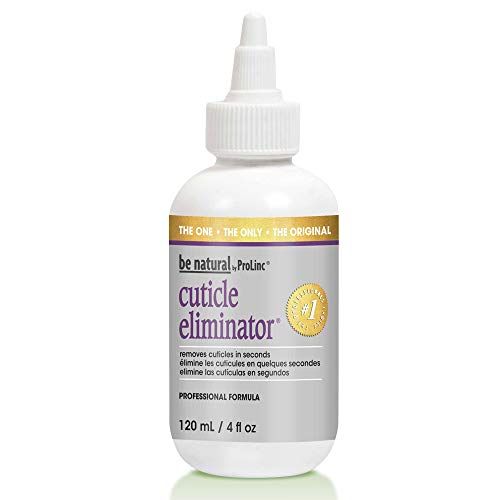 THE ONE • THE ONLY • THE ORIGINAL
be natural by ProLinc®
cuticle
eliminator®
#1
removes cuticles in seconds
élimine les cuticules en quelques secondes
elimine las cutículas en segundos
PROFESSIONAL FORMULA
120 mL / 4 fl oz